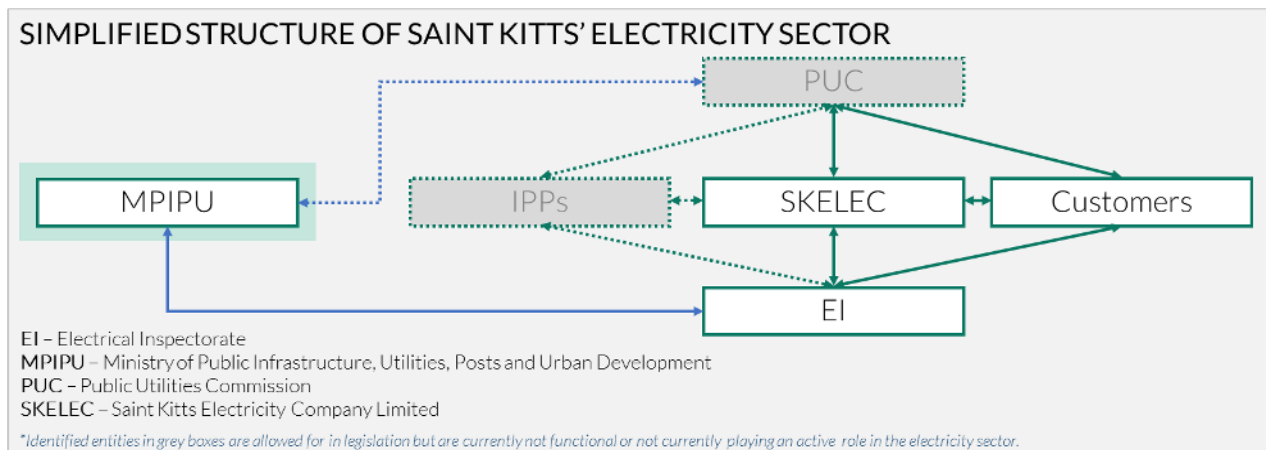 SIMPLIFIED STRUCTURE OF SAINT KITTS' ELECTRICITY SECTOR
PUC
MPIPU
IPPs
SKELEC
Customers
EI
EI – Electrical Inspectorate
MPIPU – Ministry of Public Infrastructure, Utilities, Posts and Urban Development
PUC – Public Utilities Commission
SKELEC – Saint Kitts Electricity Company Limited
*Identified entities in grey boxes are allowed for in legislation but are currently not functional or not currently playing an active role in the electricity sector.